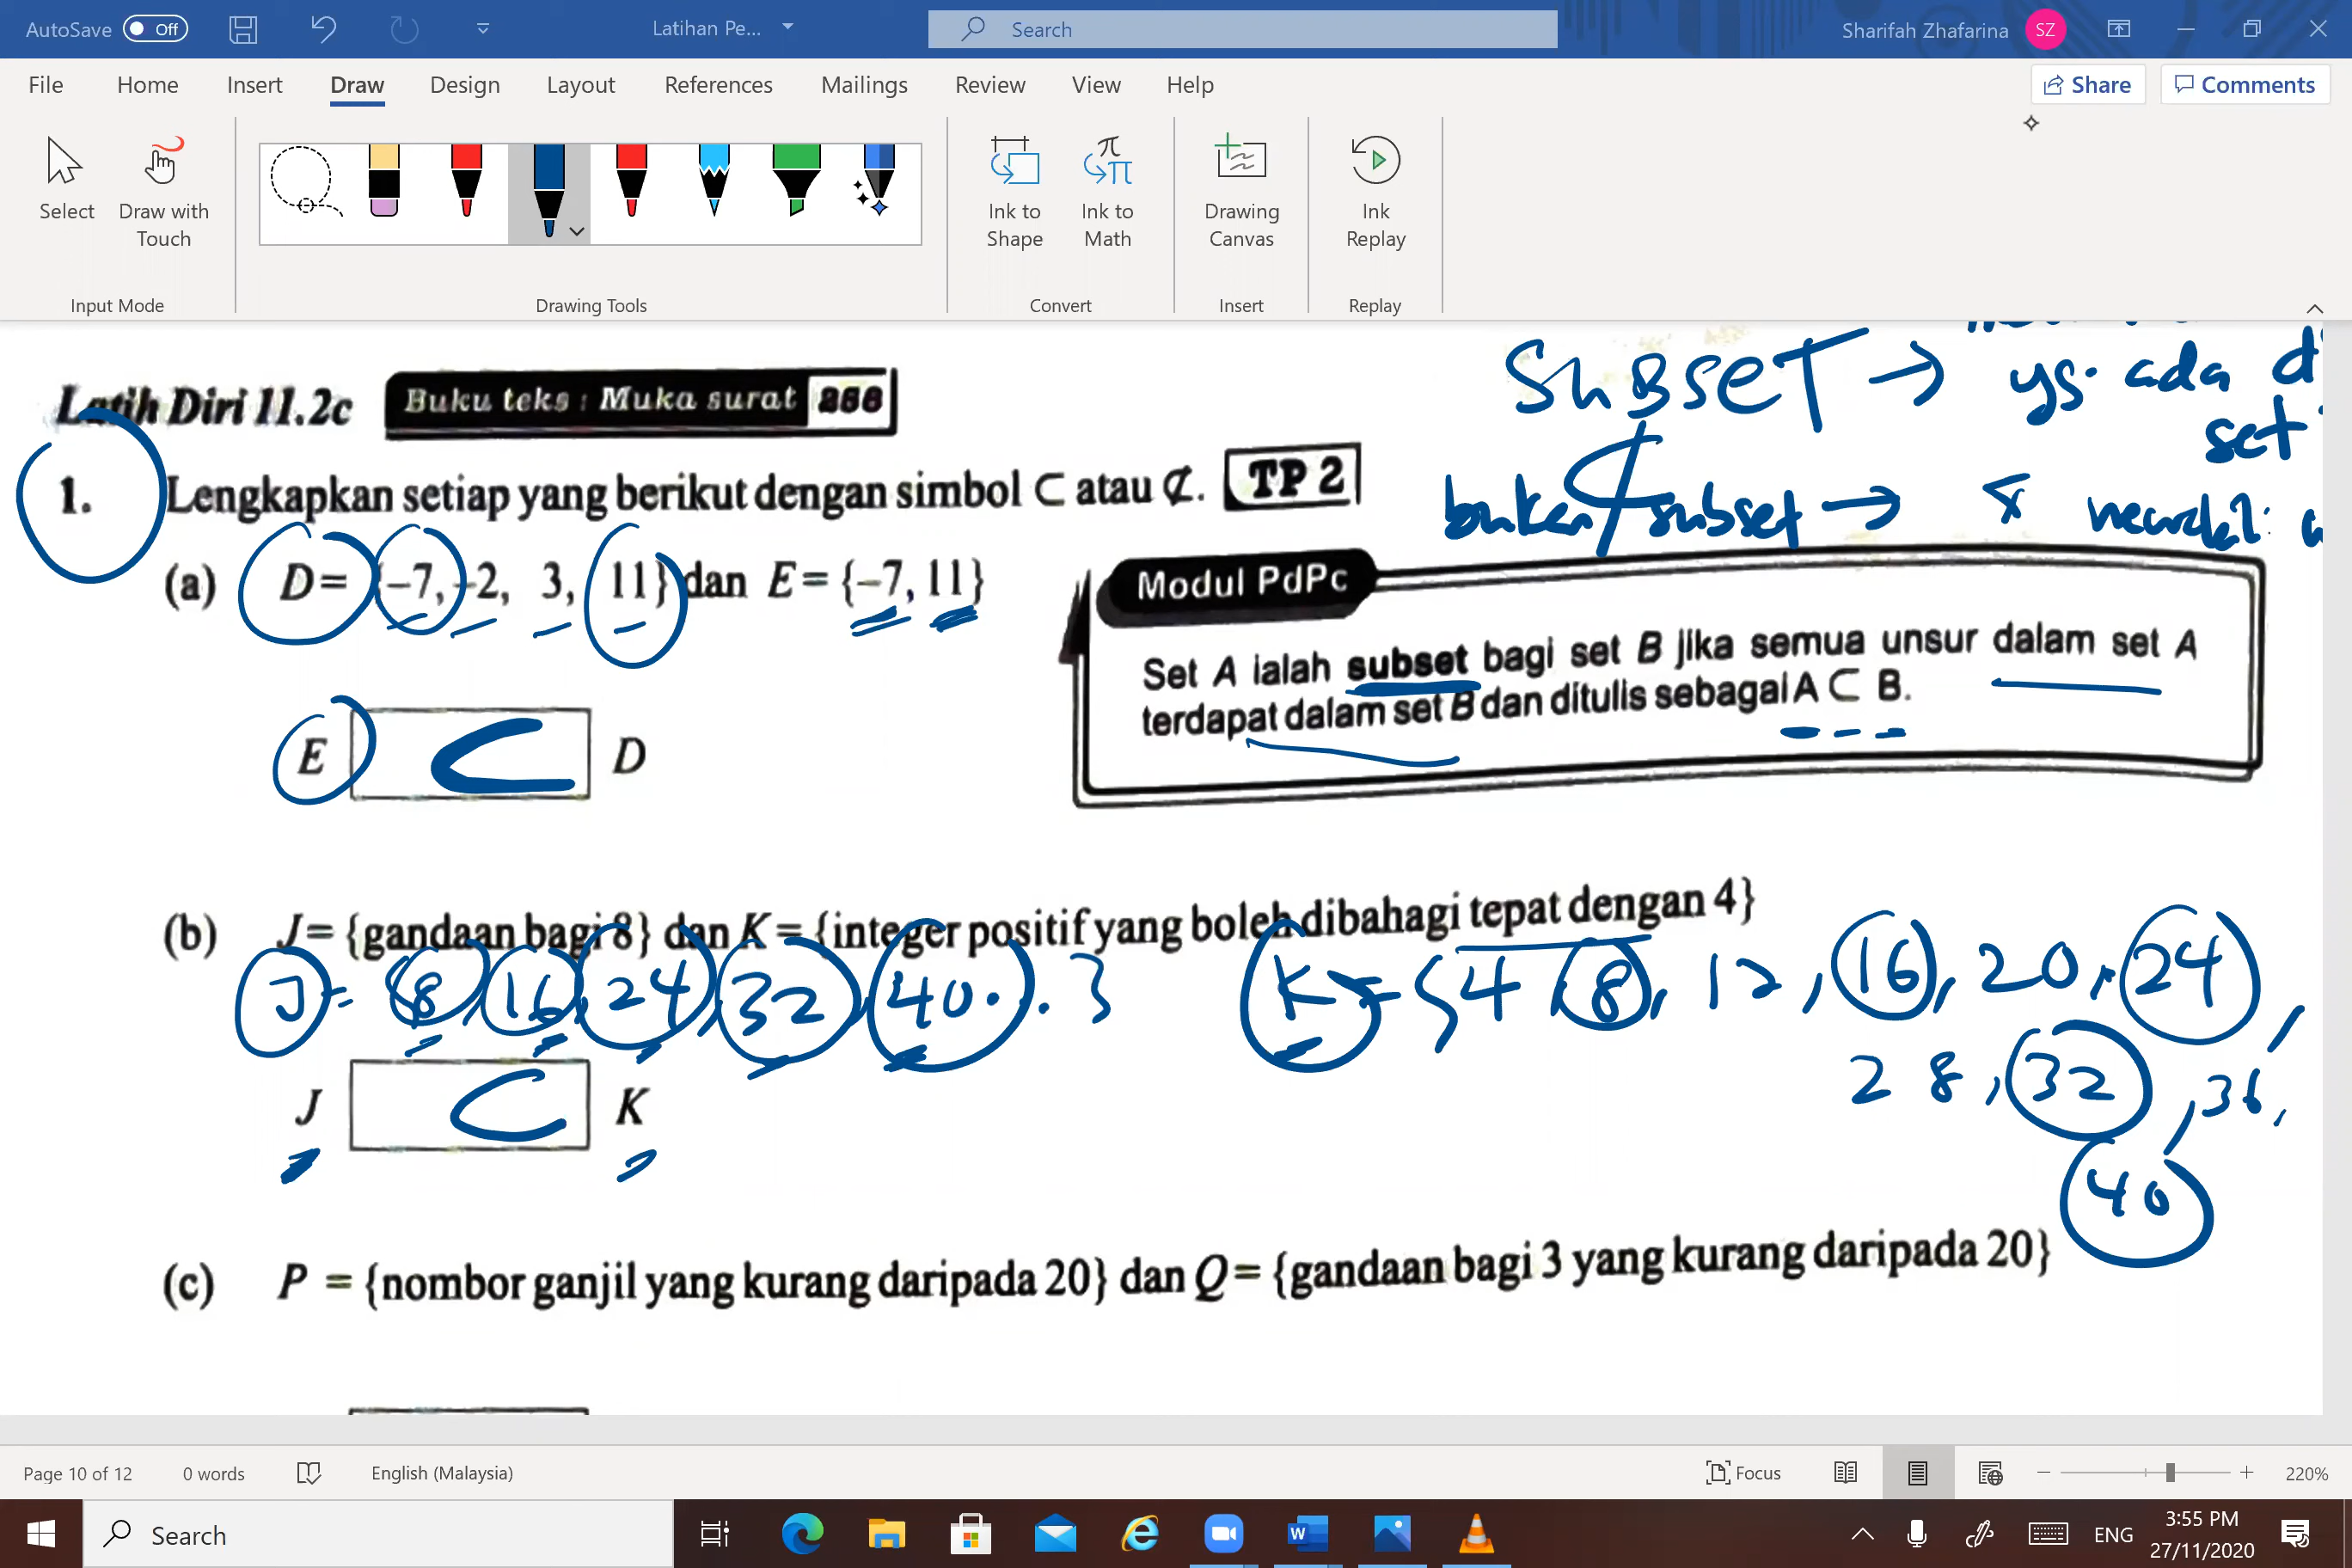 AutoSave Off Latihan Pe... Search Sharifah Zhafarina SZ
File Home Insert Draw Design Layout References Mailings Review View Help Share Comments
Select Draw with Touch Ink to Shape Ink to Math Drawing Canvas Ink Replay
Input Mode Drawing Tools Convert Insert Replay
SUBSET → yg ada
set
Latih Diri 11.2c Buku teks : Muka surat 266
1. Lengkapkan setiap yang berikut dengan simbol ⊂ atau ⊄. TP 2
bukan subset →
⊄
(a) D = {–7, –2, 3, 11} dan E = {–7, 11}
E ⊂ D
Modul PdPc
Set A ialah subset bagi set B jika semua unsur dalam set A
terdapat dalam set B dan ditulis sebagai A ⊂ B.
(b) J = {gandaan bagi 8} dan K = {integer positif yang boleh dibahagi tepat dengan 4}
J = {8, 16, 24, 32, 40. . }
K = {4, 8, 12, 16, 20, 24,
28, 32, 36,
40
J ⊂ K
(c) P = {nombor ganjil yang kurang daripada 20} dan Q = {gandaan bagi 3 yang kurang daripada 20}
Page 10 of 12 0 words English (Malaysia) Focus 220%
Search ENG 3:55 PM
27/11/2020